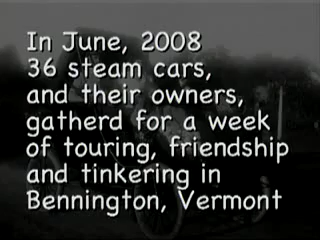 In June, 2008
36 steam cars,
and their owners,
gatherd for a week
of touring, friendship
and tinkering in
Bennington, Vermont